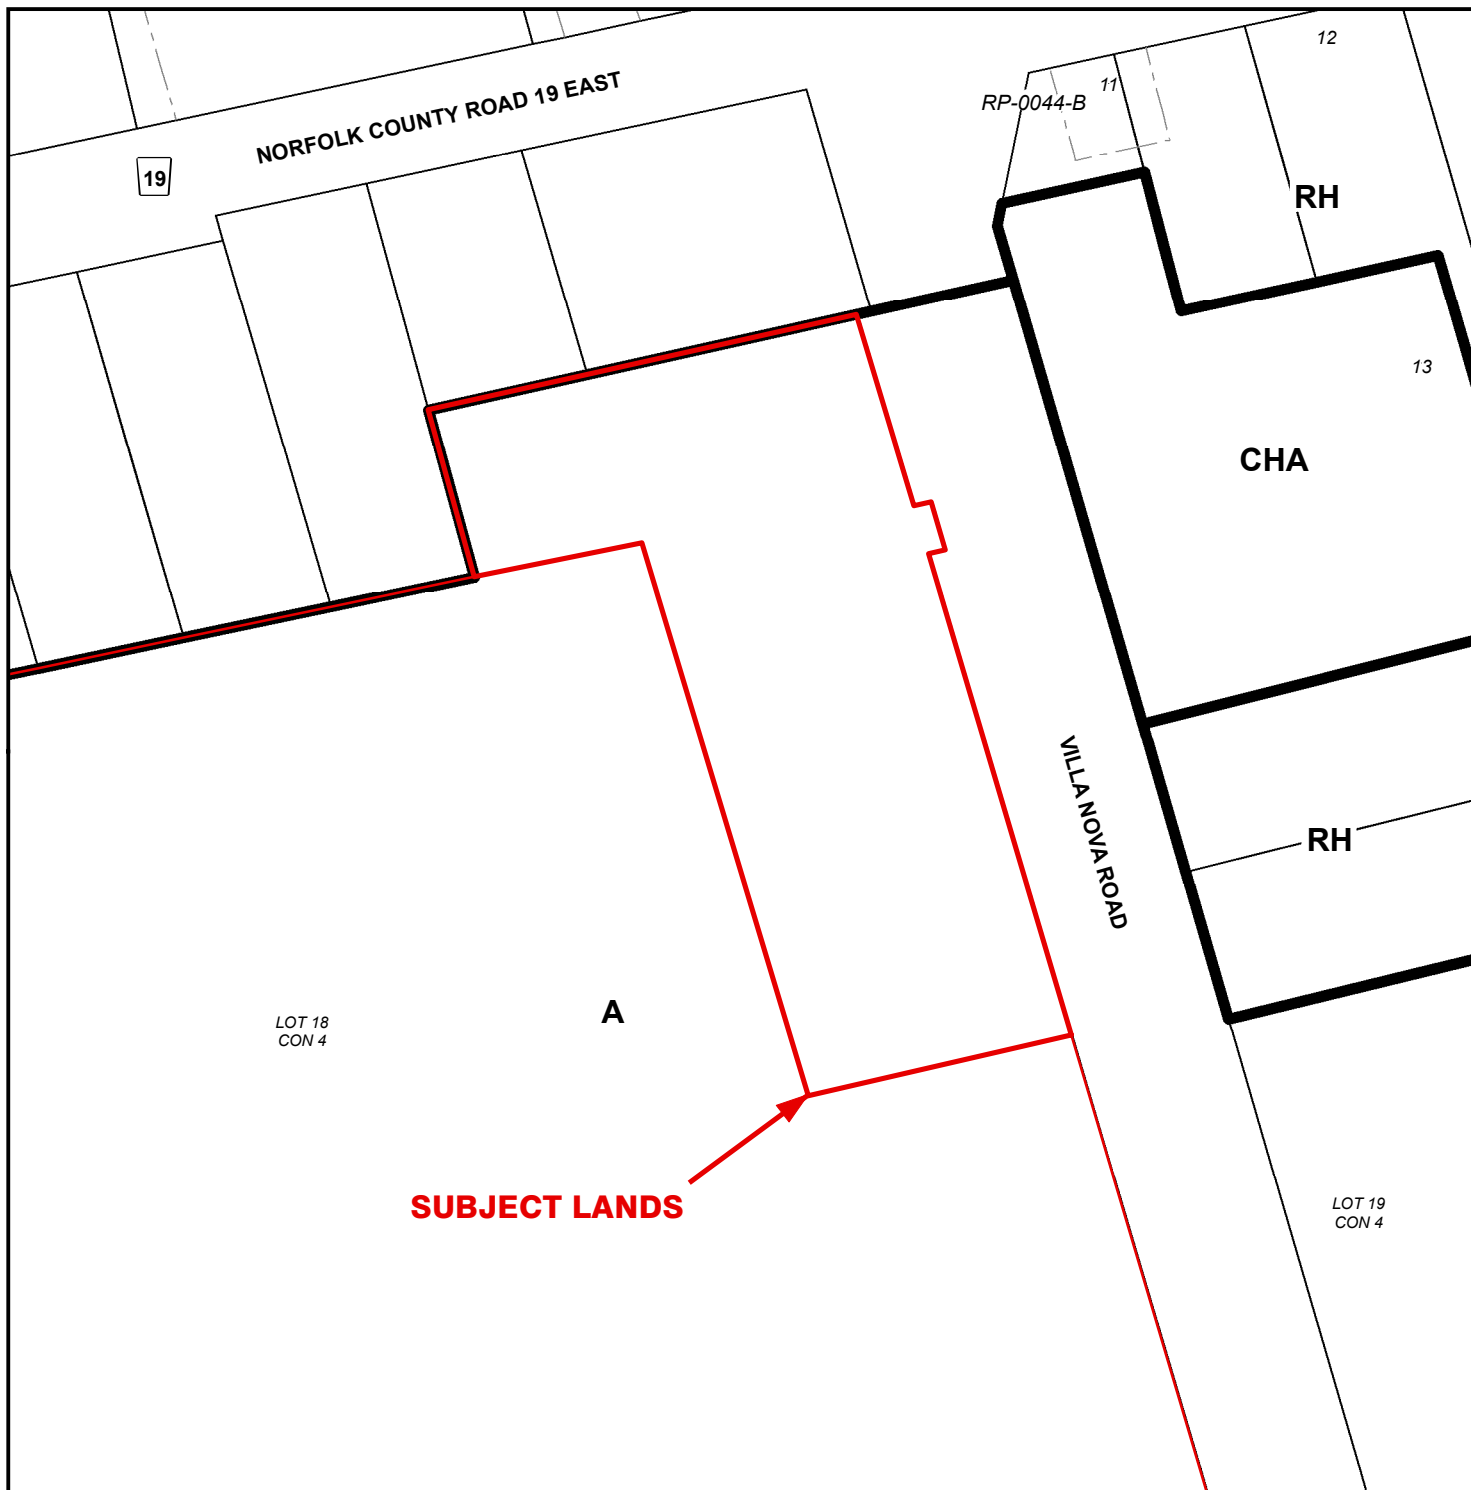 12
11
RP-0044-B
NORFOLK COUNTY ROAD 19 EAST
19
RH
13
CHA
VILLA NOVA ROAD
RH
A
LOT 18
CON 4
SUBJECT LANDS
LOT 19
CON 4